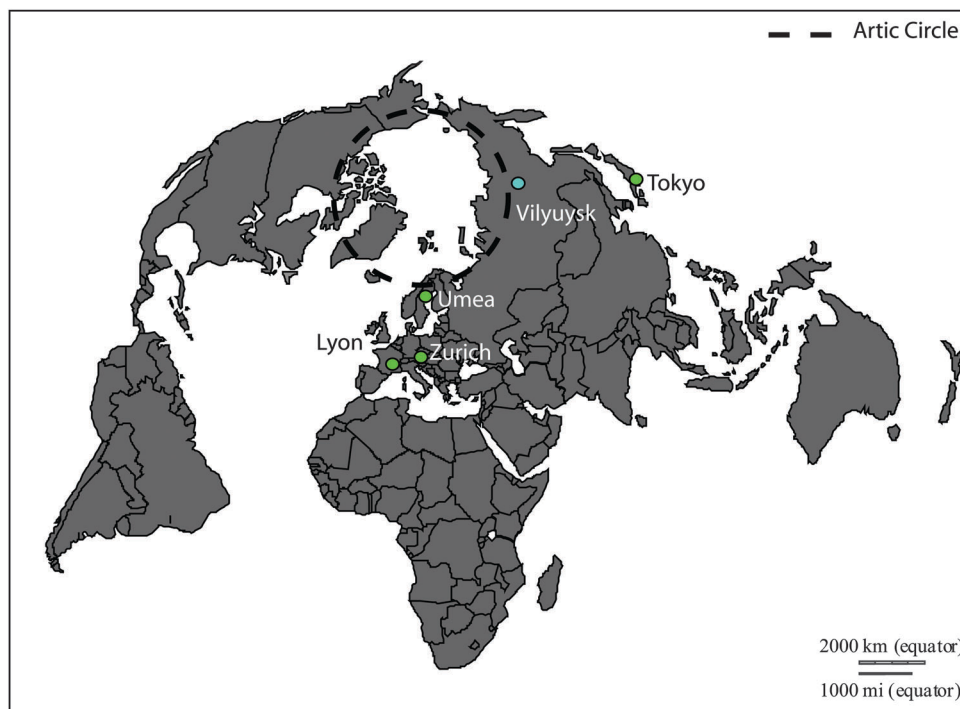 Artic Circle
Tokyo
Vilyuysk
Umea
Lyon
Zurich
2000 km (equator)
1000 mi (equator)